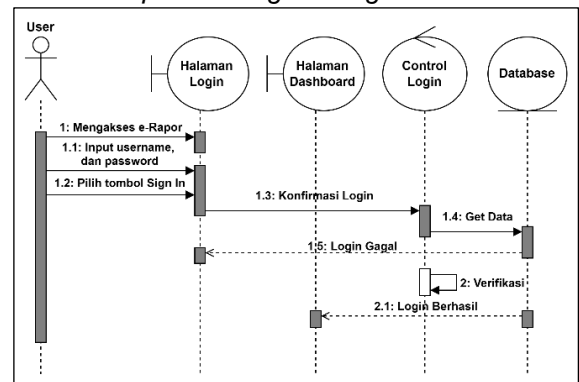 User
Halaman
Login
Halaman
Dashboard
Control
Login
Database
1: Mengakses e-Rapor
1.1: Input username,
dan password
1.2: Pilih tombol Sign In
1.3: Konfirmasi Login
1.4: Get Data
1.5: Login Gagal
2: Verifikasi
2.1: Login Berhasil